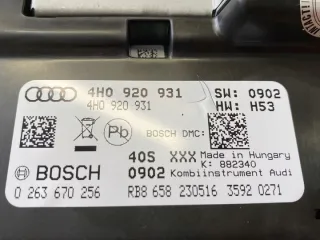 4H0 920 931 SW: 0902
4H0 920 931 HW: H53
Pb BOSCH DMC:
40S XXX Made in Hungary
K: 882340
BOSCH 0902 Kombiinstrument Audi
0 263 670 256 RB8 658 230516 3592 0271
INTACT!